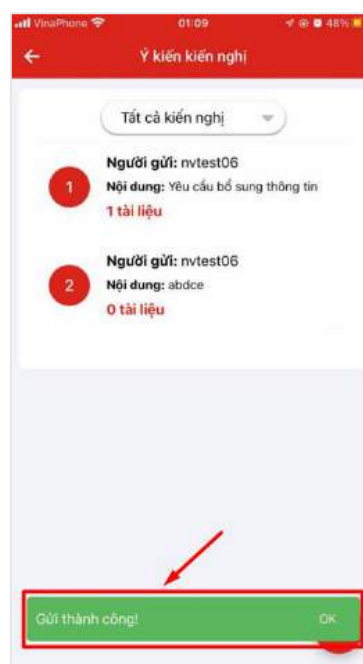 VinaPhone 01:09 48%
Ý kiến kiến nghị
Tất cả kiến nghị
1
Người gửi: nvtest06
Nội dung: Yêu cầu bổ sung thông tin
1 tài liệu
2
Người gửi: nvtest06
Nội dung: abdce
0 tài liệu
Gửi thành công! OK